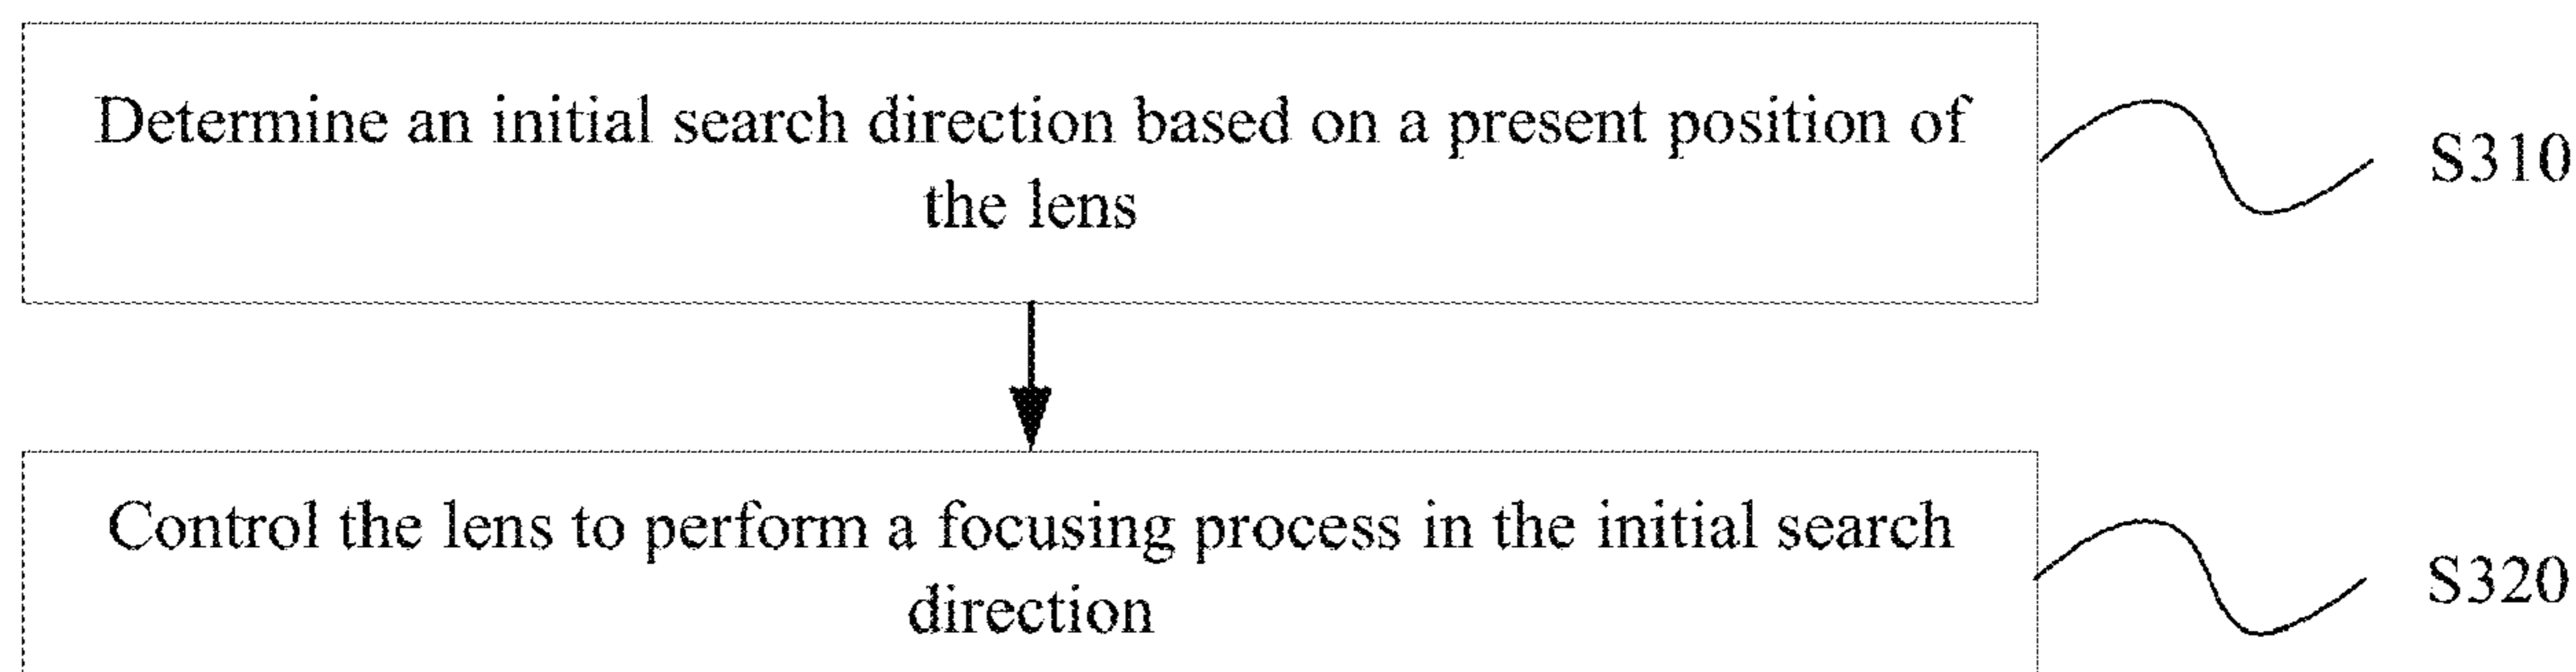 Determine an initial search direction based on a present position of
the lens
S310
Control the lens to perform a focusing process in the initial search
direction
S320